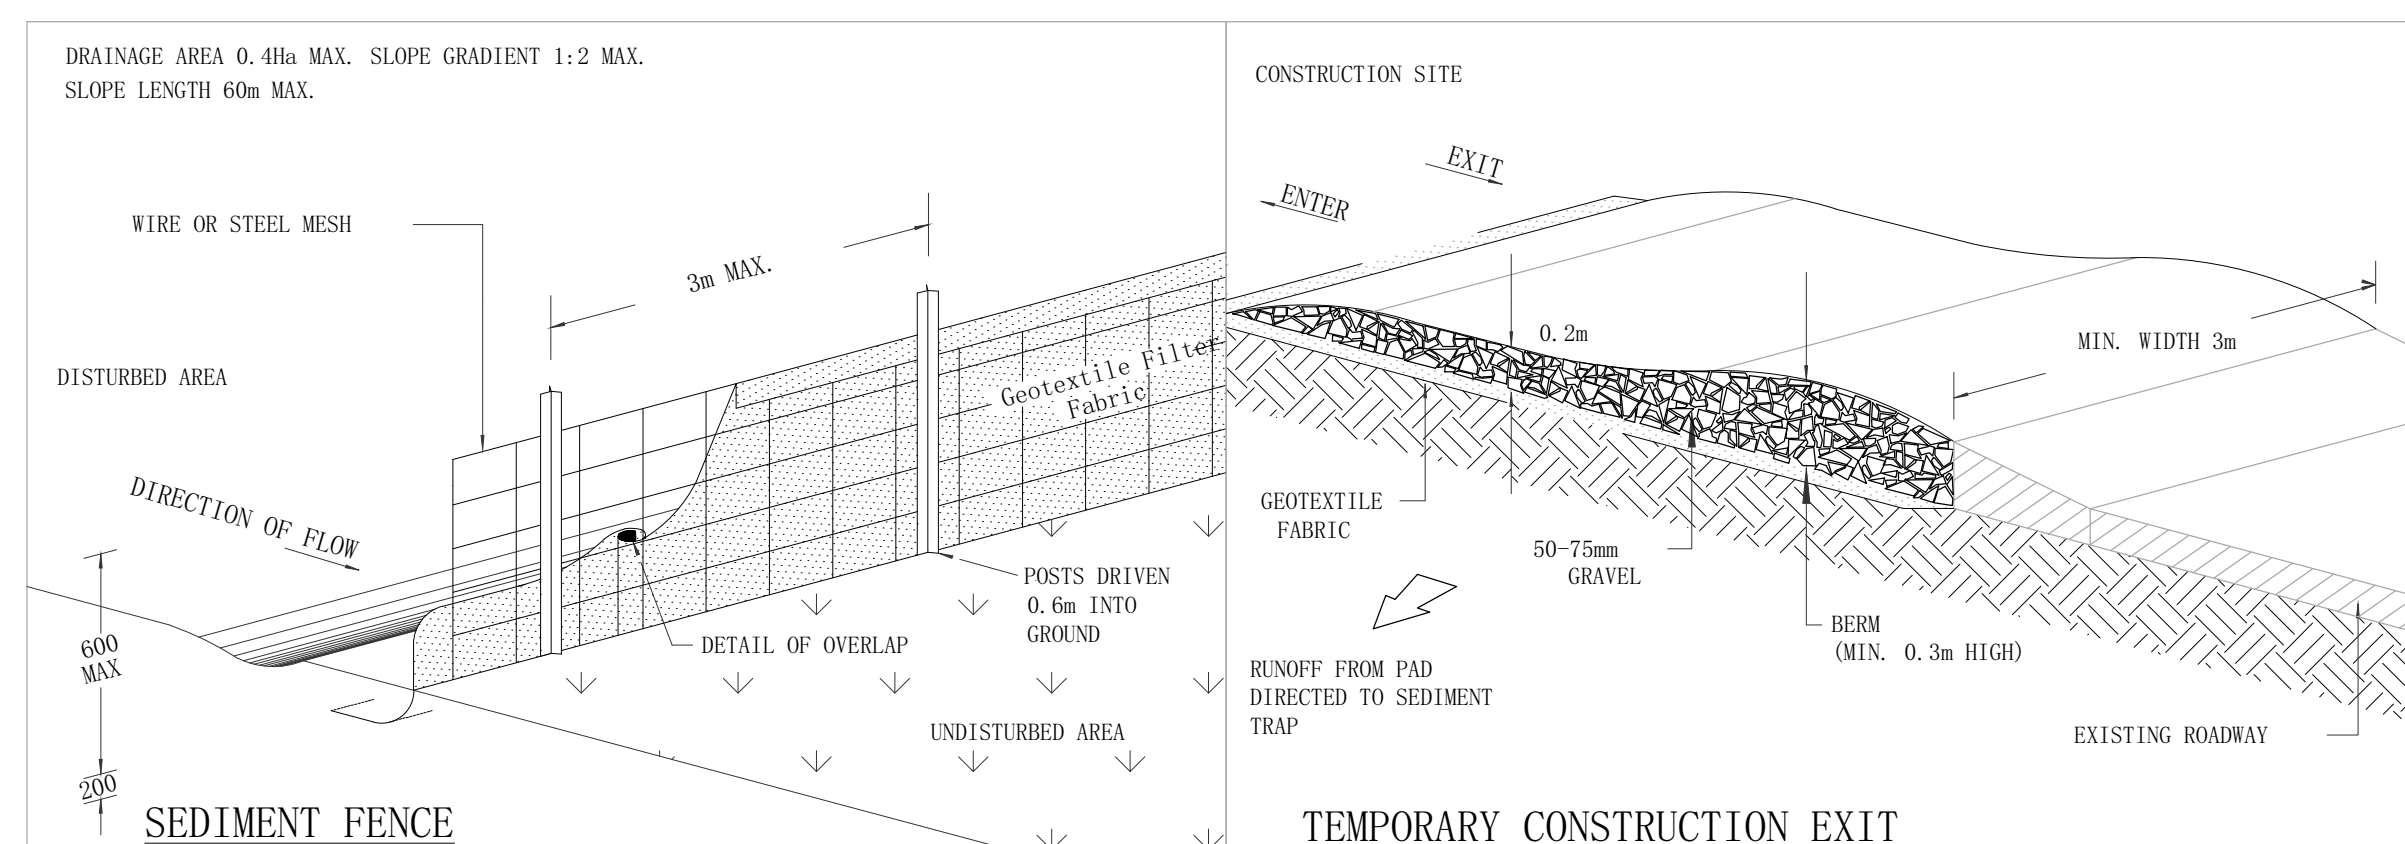 DRAINAGE AREA 0.4Ha MAX. SLOPE GRADIENT 1:2 MAX.
SLOPE LENGTH 60m MAX.
WIRE OR STEEL MESH
3m MAX.
DISTURBED AREA
Geotextile Filter
Fabric
DIRECTION OF FLOW
600
MAX
200
POSTS DRIVEN
0.6m INTO
GROUND
DETAIL OF OVERLAP
UNDISTURBED AREA
SEDIMENT FENCE
CONSTRUCTION SITE
EXIT
ENTER
0.2m
MIN. WIDTH 3m
GEOTEXTILE
FABRIC
50-75mm
GRAVEL
BERM
(MIN. 0.3m HIGH)
RUNOFF FROM PAD
DIRECTED TO SEDIMENT
TRAP
EXISTING ROADWAY
TEMPORARY CONSTRUCTION EXIT